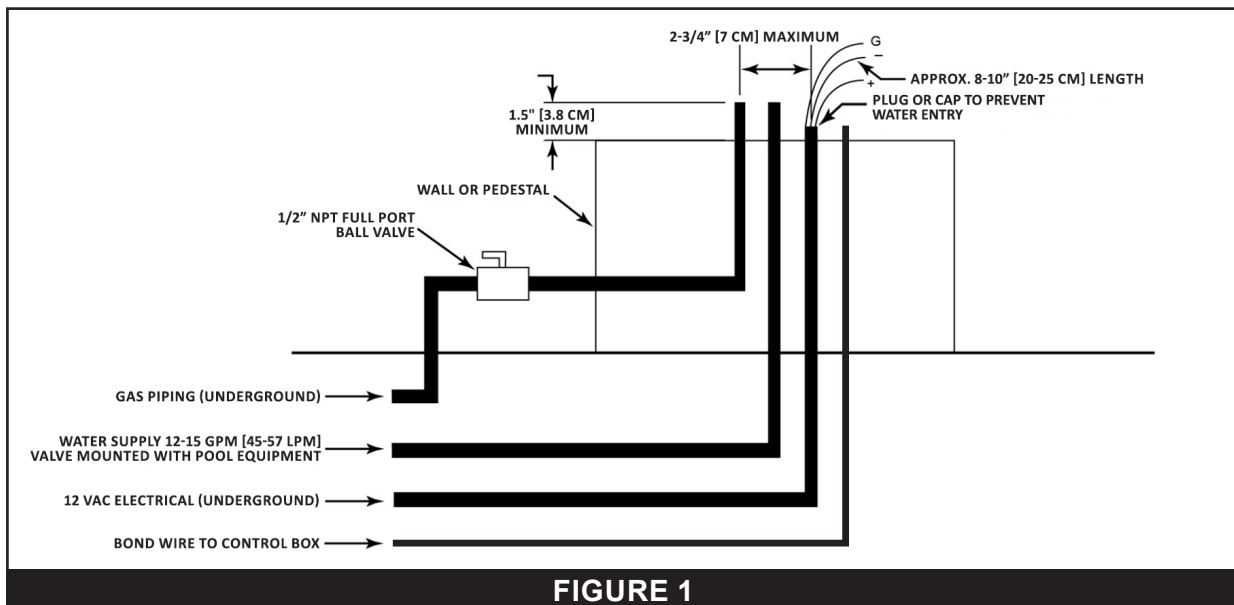 2-3/4” [7 CM] MAXIMUM
G
–
+
APPROX. 8-10” [20-25 CM] LENGTH
PLUG OR CAP TO PREVENT
WATER ENTRY
1.5" [3.8 CM]
MINIMUM
WALL OR PEDESTAL
1/2” NPT FULL PORT
BALL VALVE
GAS PIPING (UNDERGROUND)
WATER SUPPLY 12-15 GPM [45-57 LPM]
VALVE MOUNTED WITH POOL EQUIPMENT
12 VAC ELECTRICAL (UNDERGROUND)
BOND WIRE TO CONTROL BOX
FIGURE 1